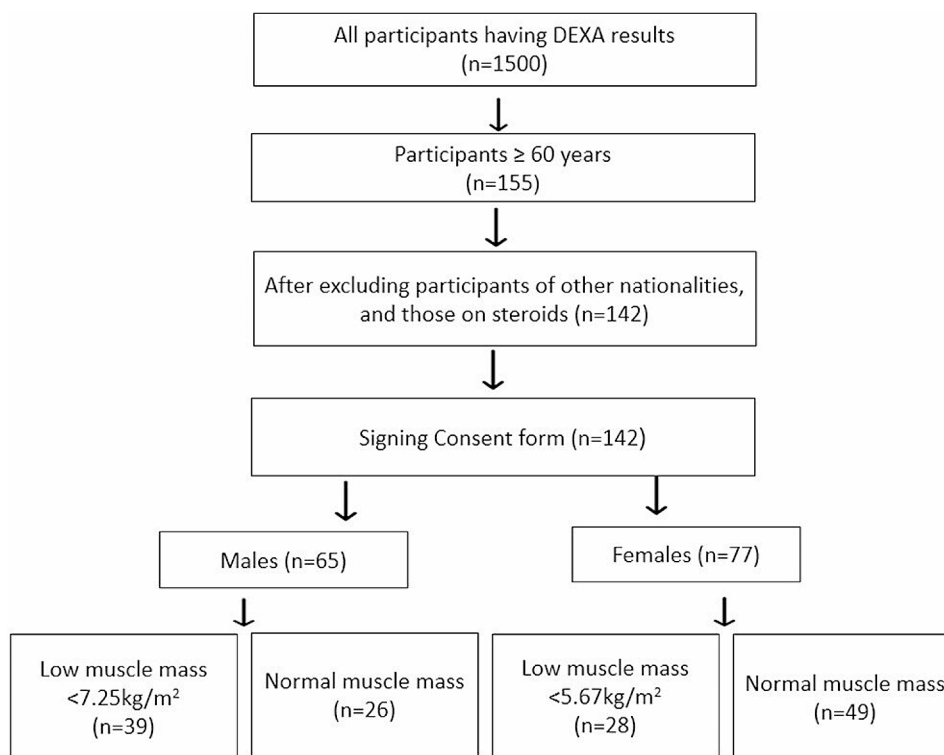 All participants having DEXA results
(n=1500)
Participants ≥ 60 years
(n=155)
After excluding participants of other nationalities,
and those on steroids (n=142)
Signing Consent form (n=142)
Males (n=65)
Females (n=77)
Low muscle mass
<7.25kg/m²
(n=39)
Normal muscle mass
(n=26)
Low muscle mass
<5.67kg/m²
(n=28)
Normal muscle mass
(n=49)